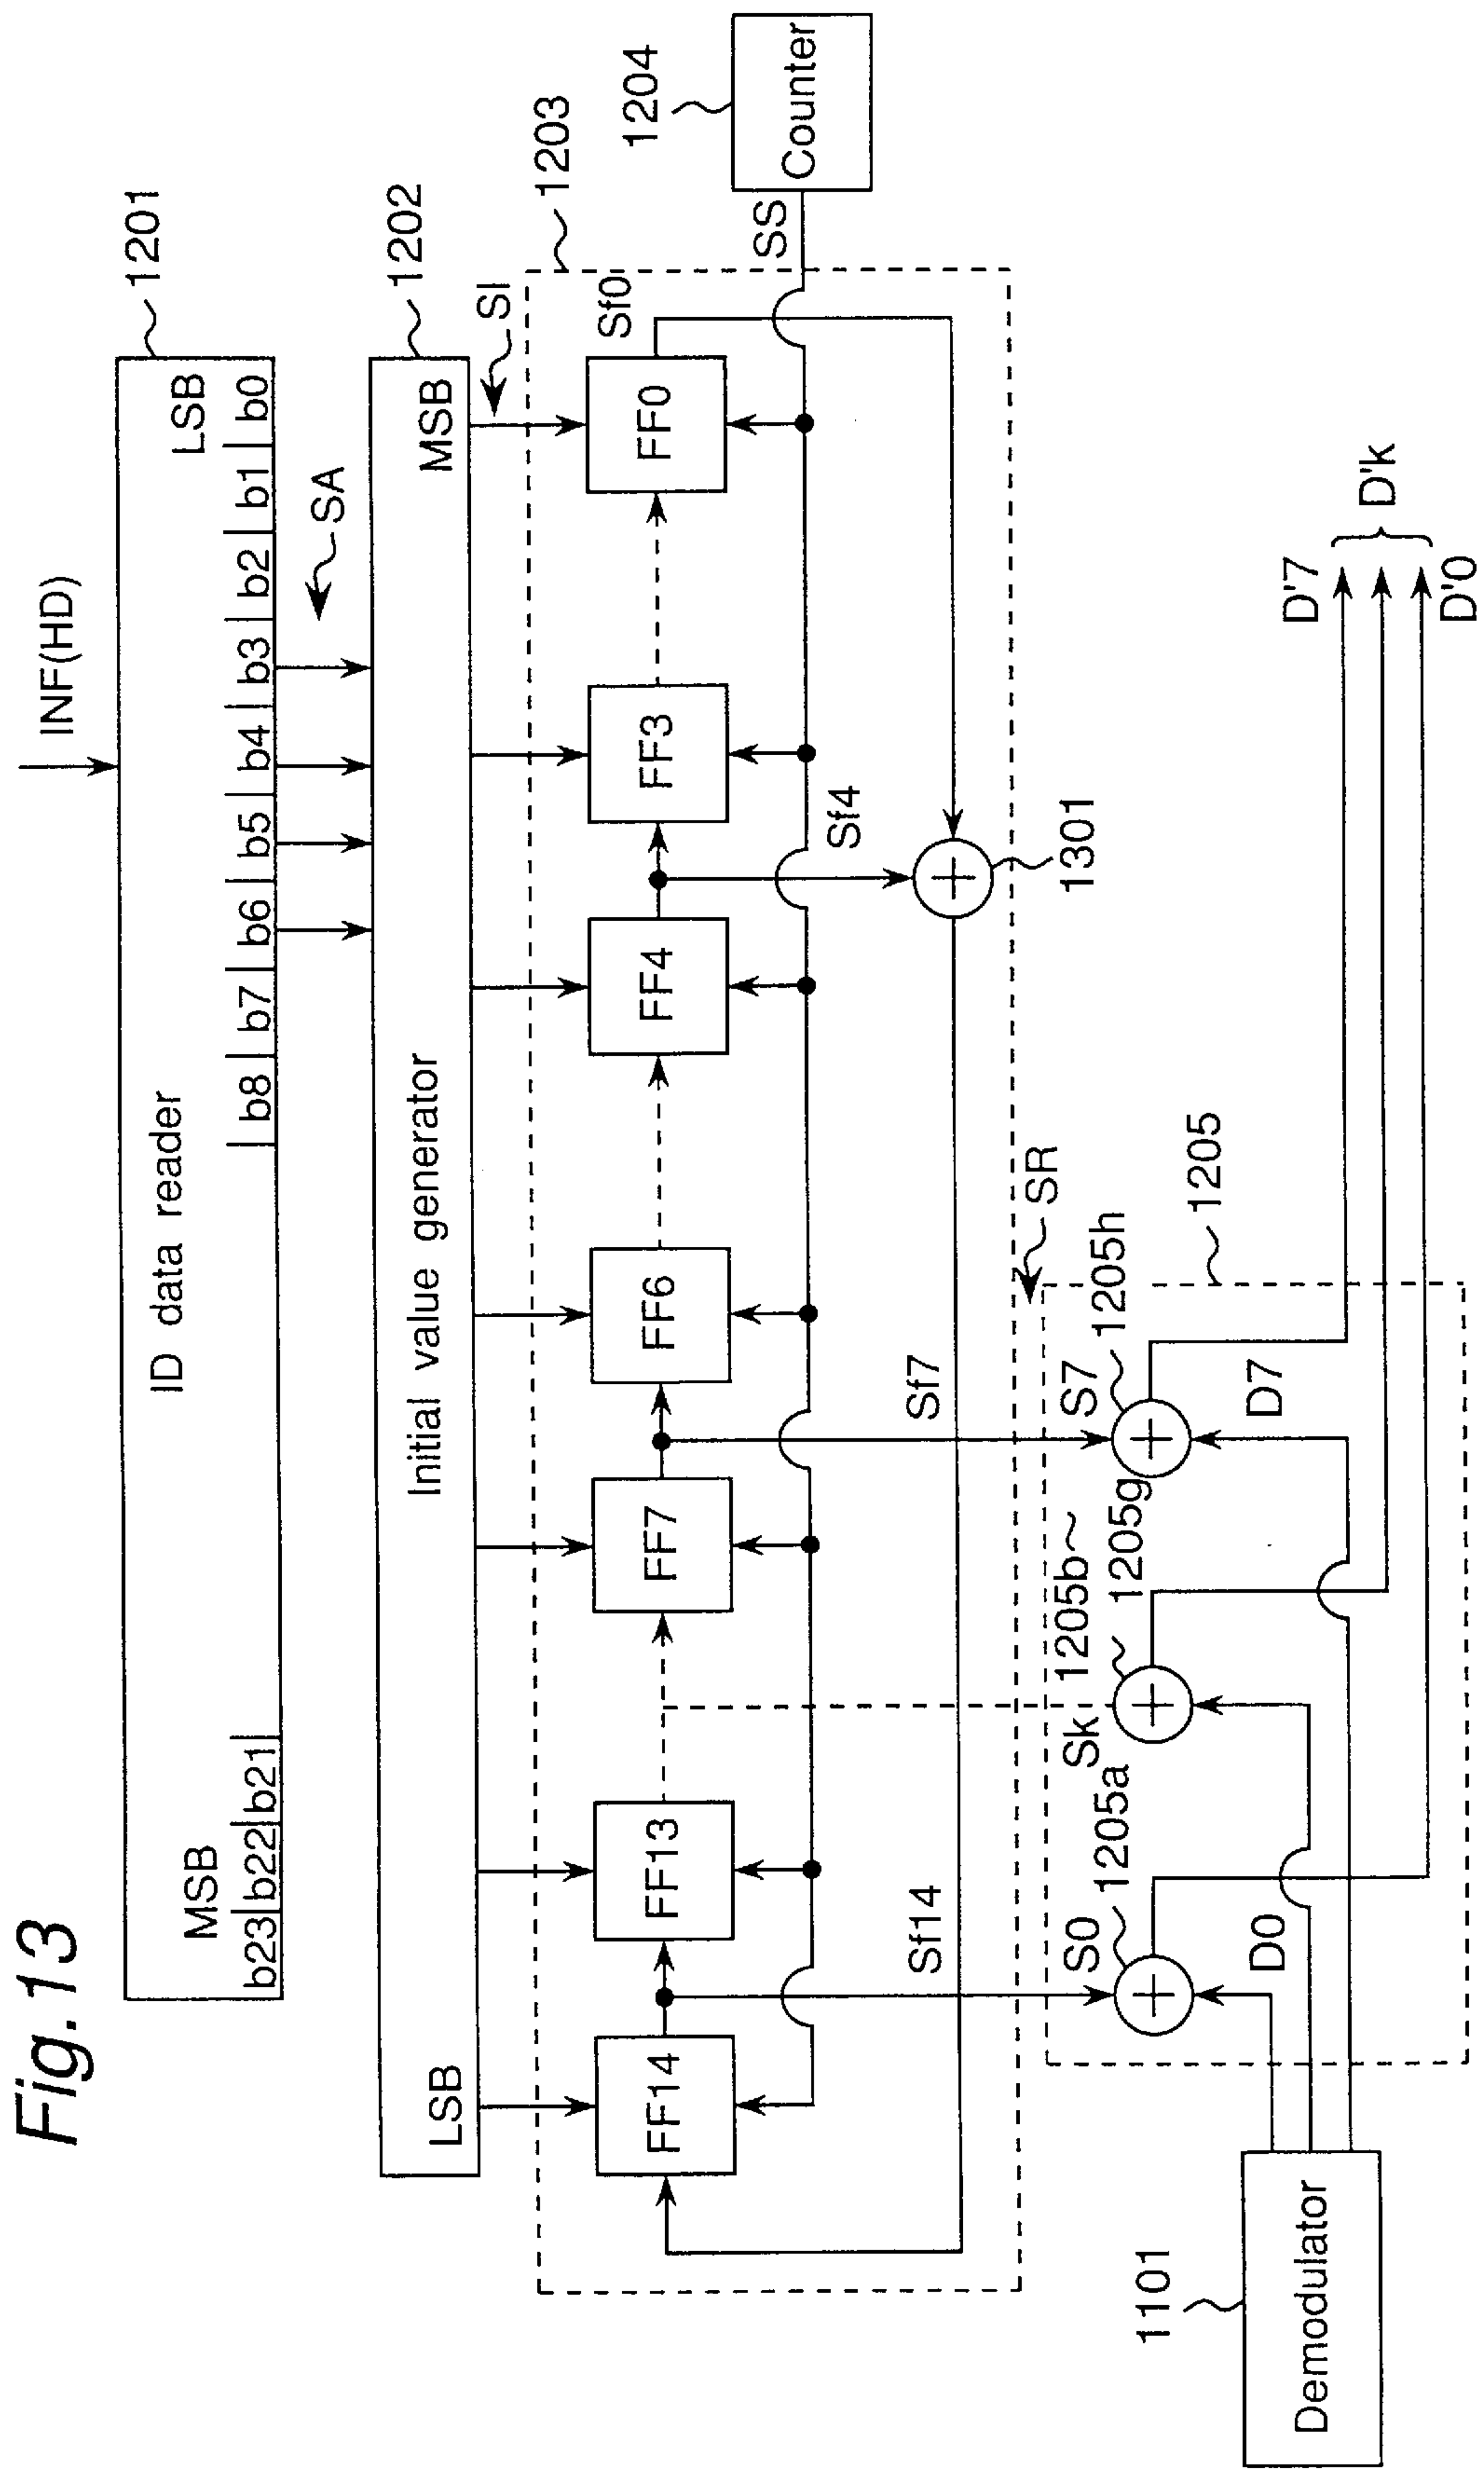 Fig.13
INF(HD)
1201
MSB
LSB
ID data reader
b23 b22 b21 b8 b7 b6 b5 b4 b3 b2 b1 b0
SA
1202
LSB
Initial value generator
MSB
SI
1203
Sf0
FF14 FF13 FF7 FF6 FF4 FF3 FF0
SS
1204
Counter
Sf4
Sf14
Sf7
1301
SR
S0
1205a
Sk
1205b~
1205g
S7
1205h
1205
D0
D7
1101
Demodulator
D'7
D'k
D'0